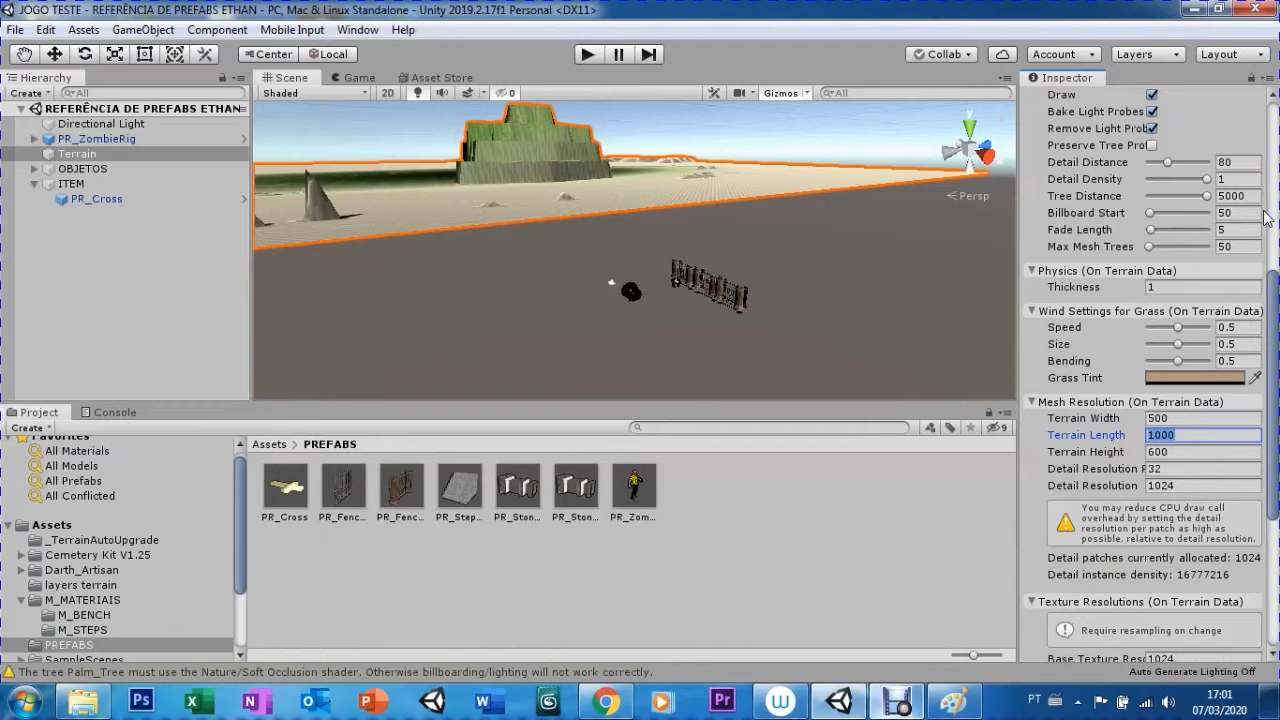 JOGO TESTE - REFERÊNCIA DE PREFABS ETHAN - PC, Mac & Linux Standalone - Unity 2019.2.17f1 Personal <DX11>
File Edit Assets GameObject Component Mobile Input Window Help
Center Local Collab Account Layers Layout
Hierarchy Scene Game Asset Store Inspector
Create All Shaded 2D 0 Gizmos All
REFERÊNCIA DE PREFABS ETHAN
Directional Light
PR_ZombieRig
Terrain
OBJETOS
ITEM
PR_Cross
y
Persp
Draw
Bake Light Probes
Remove Light Prob
Preserve Tree Pro
Detail Distance 80
Detail Density 1
Tree Distance 5000
Billboard Start 50
Fade Length 5
Max Mesh Trees 50
Physics (On Terrain Data)
Thickness 1
Wind Settings for Grass (On Terrain Data)
Speed 0.5
Size 0.5
Bending 0.5
Grass Tint
Mesh Resolution (On Terrain Data)
Terrain Width 500
Terrain Length 1000
Terrain Height 600
Detail Resolution P 32
Detail Resolution 1024
You may reduce CPU draw call
overhead by setting the detail
resolution per patch as high as
possible, relative to detail resolution.
Detail patches currently allocated: 1024
Detail instance density: 16777216
Texture Resolutions (On Terrain Data)
Require resampling on change
Base Texture Res 1024
Project Console
Create 9
Favorites
All Materials
All Models
All Prefabs
All Conflicted
Assets
_TerrainAutoUpgrade
Cemetery Kit V1.25
Darth_Artisan
layers terrain
M_MATERIAIS
M_BENCH
M_STEPS
PREFABS
SampleScenes
Assets PREFABS
PR_Cross PR_Fenc... PR_Fenc... PR_Step... PR_Ston... PR_Ston... PR_Zom...
The tree Palm_Tree must use the Nature/Soft Occlusion shader. Otherwise billboarding/lighting will not work correctly.
Auto Generate Lighting Off
PT
17:01
07/03/2020